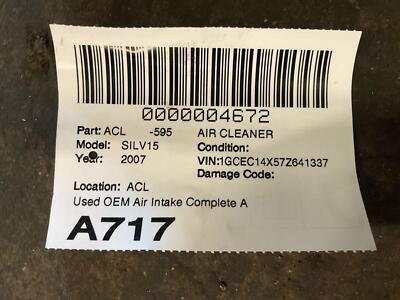 0000004672
Part: ACL -595 AIR CLEANER
Model: SILV15 Condition:
Year: 2007 VIN:1GCEC14X57Z641337
Damage Code:
Location: ACL
Used OEM Air Intake Complete A
A717